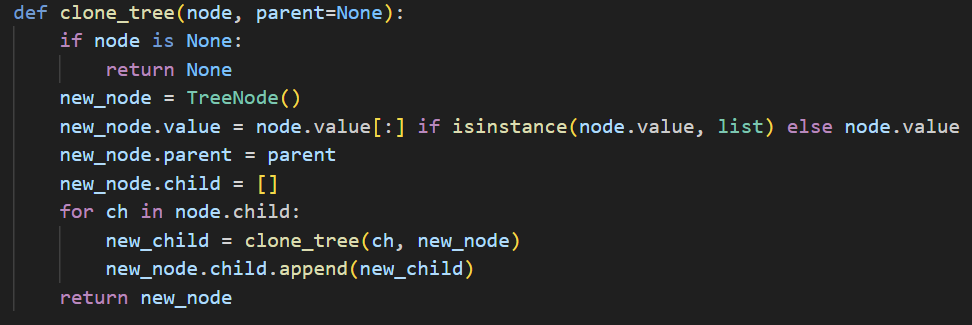 def clone_tree(node, parent=None):
    if node is None:
        return None
    new_node = TreeNode()
    new_node.value = node.value[:] if isinstance(node.value, list) else node.value
    new_node.parent = parent
    new_node.child = []
    for ch in node.child:
        new_child = clone_tree(ch, new_node)
        new_node.child.append(new_child)
    return new_node